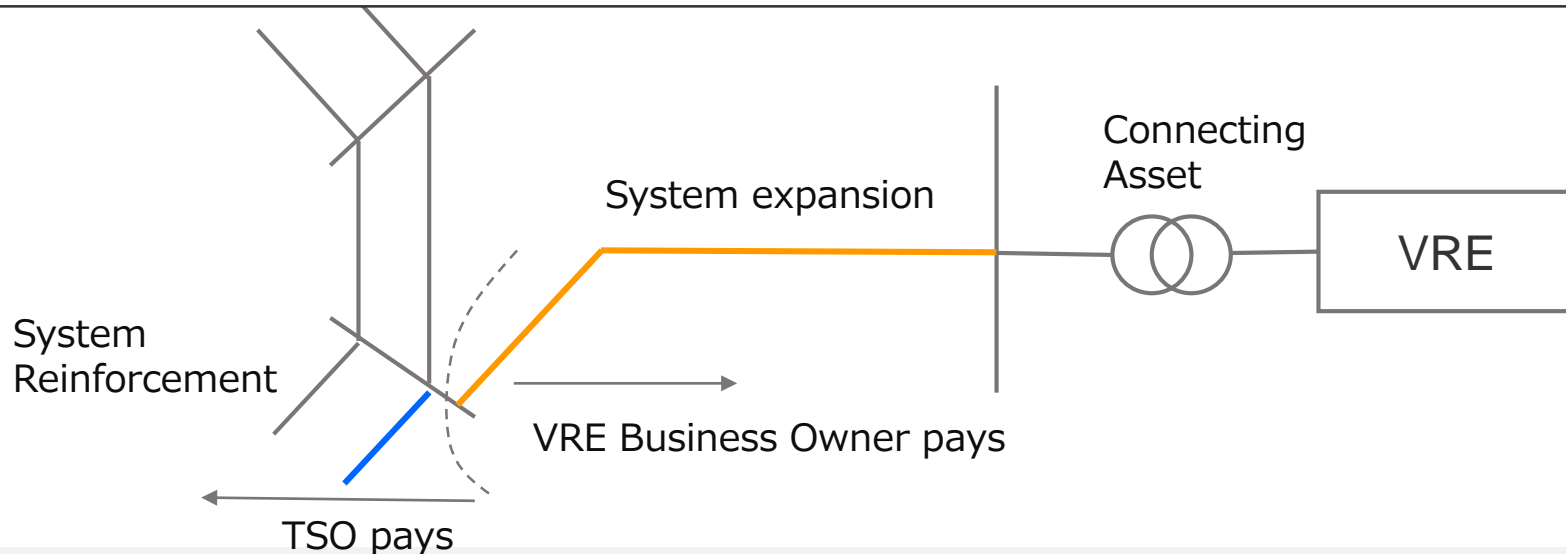 Connecting
Asset
System expansion
VRE
System
Reinforcement
VRE Business Owner pays
TSO pays